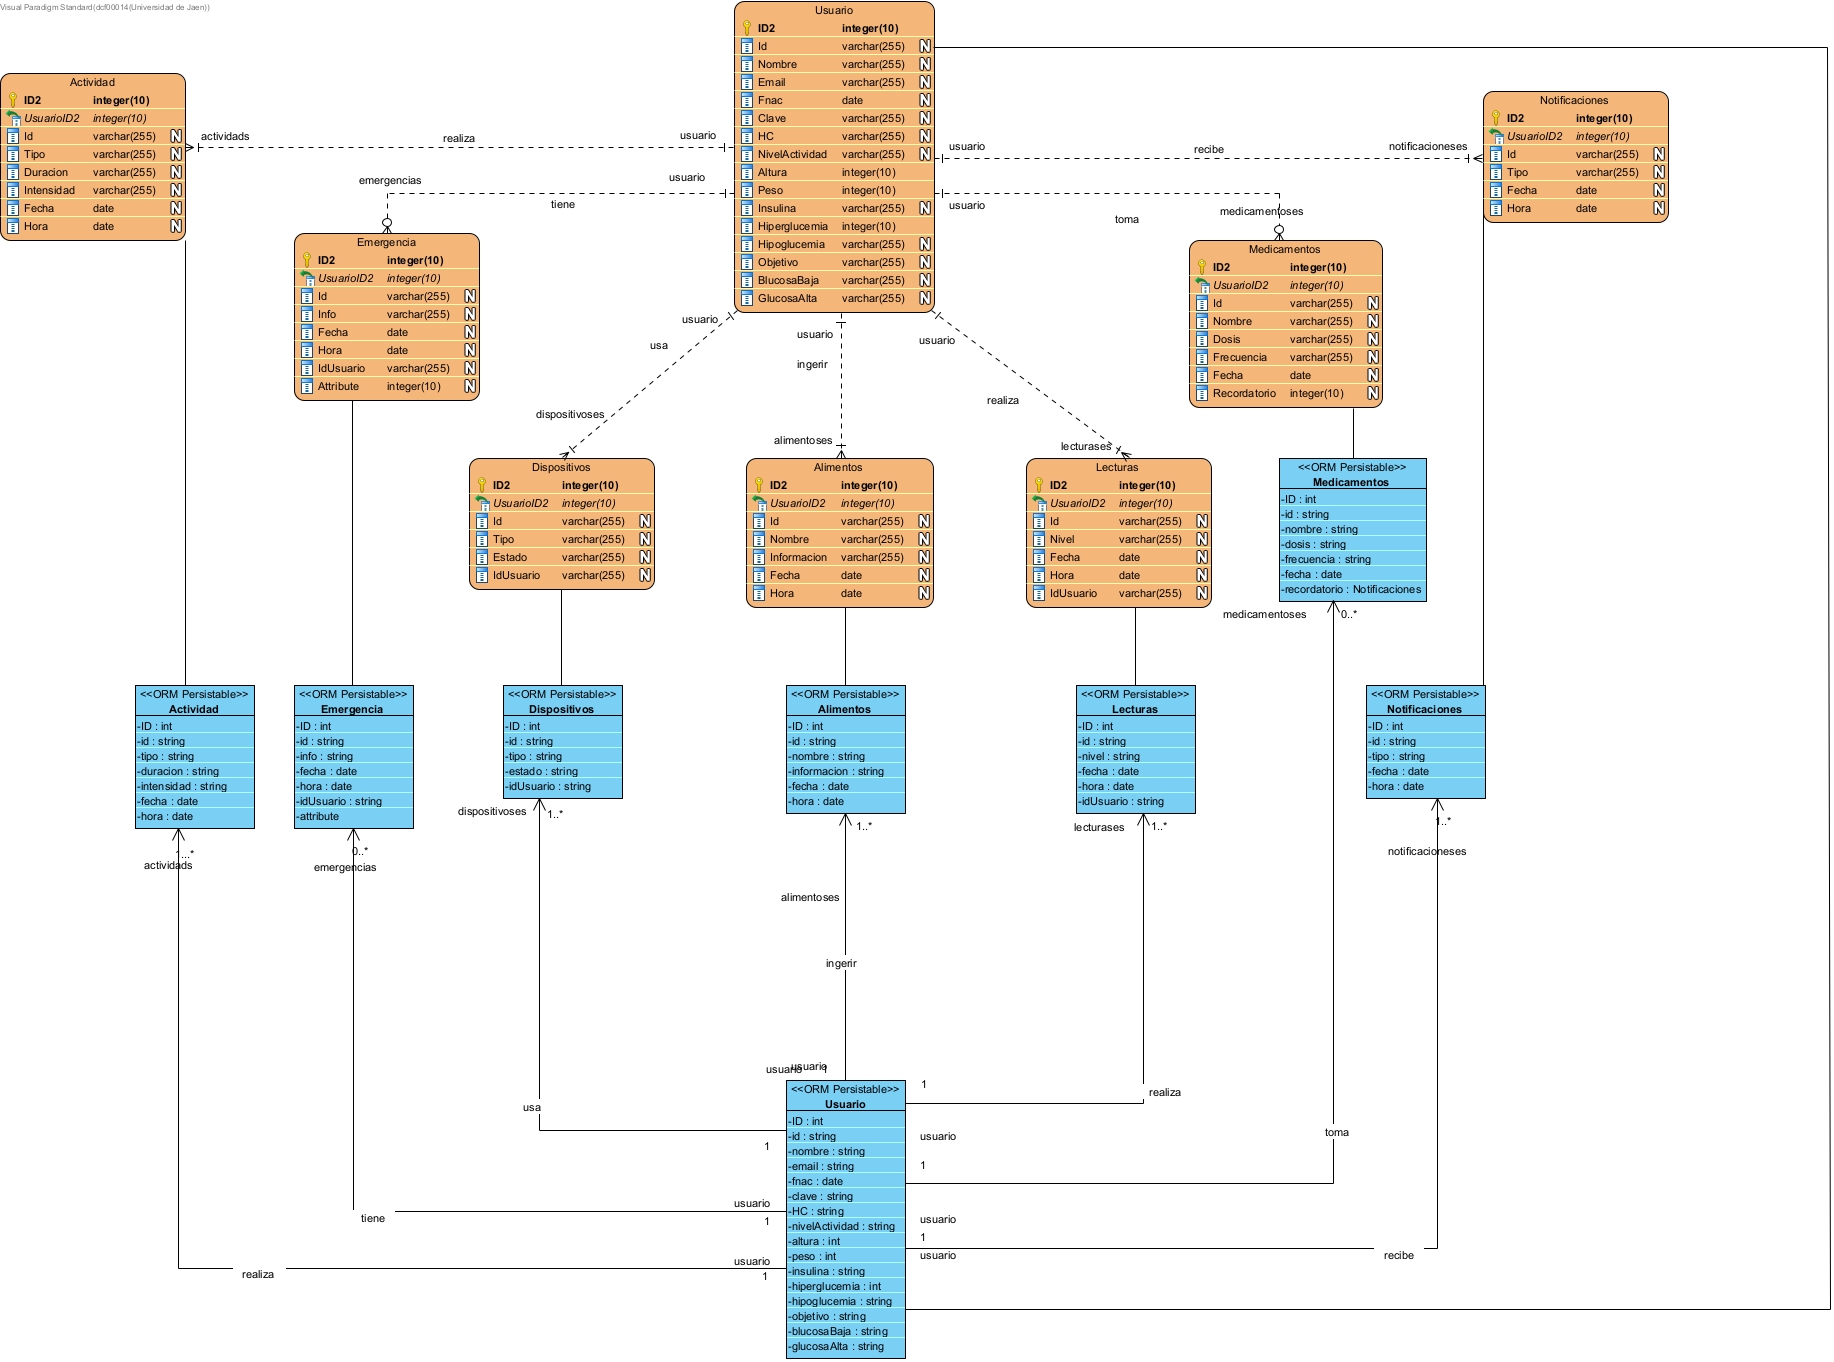 Visual Paradigm Standard(dcf00014(Universidad de Jaen))
Usuario
ID2 integer(10)
Id varchar(255) N
Nombre varchar(255) N
Email varchar(255) N
Fnac date N
Clave varchar(255) N
HC varchar(255) N
NivelActividad varchar(255) N
Altura integer(10)
Peso integer(10)
Insulina varchar(255) N
Hiperglucemia integer(10)
Hipoglucemia varchar(255) N
Objetivo varchar(255) N
BlucosaBaja varchar(255) N
GlucosaAlta varchar(255) N
Actividad
ID2 integer(10)
UsuarioID2 integer(10)
Id varchar(255) N
Tipo varchar(255) N
Duracion varchar(255) N
Intensidad varchar(255) N
Fecha date N
Hora date N
Notificaciones
ID2 integer(10)
UsuarioID2 integer(10)
Id varchar(255) N
Tipo varchar(255) N
Fecha date N
Hora date N
actividads
realiza
usuario
usuario
recibe
notificacioneses
emergencias
tiene
usuario
usuario
toma
medicamentoses
Emergencia
ID2 integer(10)
UsuarioID2 integer(10)
Id varchar(255) N
Info varchar(255) N
Fecha date N
Hora date N
IdUsuario varchar(255) N
Attribute integer(10) N
Medicamentos
ID2 integer(10)
UsuarioID2 integer(10)
Id varchar(255) N
Nombre varchar(255) N
Dosis varchar(255) N
Frecuencia varchar(255) N
Fecha date N
Recordatorio integer(10) N
usuario
usa
dispositivoses
usuario
ingerir
alimentoses
usuario
realiza
lecturases
Dispositivos
ID2 integer(10)
UsuarioID2 integer(10)
Id varchar(255) N
Tipo varchar(255) N
Estado varchar(255) N
IdUsuario varchar(255) N
Alimentos
ID2 integer(10)
UsuarioID2 integer(10)
Id varchar(255) N
Nombre varchar(255) N
Informacion varchar(255) N
Fecha date N
Hora date N
Lecturas
ID2 integer(10)
UsuarioID2 integer(10)
Id varchar(255) N
Nivel varchar(255) N
Fecha date N
Hora date N
IdUsuario varchar(255) N
<<ORM Persistable>>
Medicamentos
-ID : int
-id : string
-nombre : string
-dosis : string
-frecuencia : string
-fecha : date
-recordatorio : Notificaciones
medicamentoses
0..*
<<ORM Persistable>>
Actividad
-ID : int
-id : string
-tipo : string
-duracion : string
-intensidad : string
-fecha : date
-hora : date
<<ORM Persistable>>
Emergencia
-ID : int
-id : string
-info : string
-fecha : date
-hora : date
-idUsuario : string
-attribute
<<ORM Persistable>>
Dispositivos
-ID : int
-id : string
-tipo : string
-estado : string
-idUsuario : string
<<ORM Persistable>>
Alimentos
-ID : int
-id : string
-nombre : string
-informacion : string
-fecha : date
-hora : date
<<ORM Persistable>>
Lecturas
-ID : int
-id : string
-nivel : string
-fecha : date
-hora : date
-idUsuario : string
<<ORM Persistable>>
Notificaciones
-ID : int
-id : string
-tipo : string
-fecha : date
-hora : date
1...*
actividads
0..*
emergencias
dispositivoses
1..*
1..*
alimentoses
lecturases
1..*
1..*
notificacioneses
ingerir
usuario
usuario
1
1
usa
1
realiza
usuario
1
toma
<<ORM Persistable>>
Usuario
-ID : int
-id : string
-nombre : string
-email : string
-fnac : date
-clave : string
-HC : string
-nivelActividad : string
-altura : int
-peso : int
-insulina : string
-hiperglucemia : int
-hipoglucemia : string
-objetivo : string
-blucosaBaja : string
-glucosaAlta : string
tiene
usuario
1
usuario
1
usuario
recibe
realiza
usuario
1